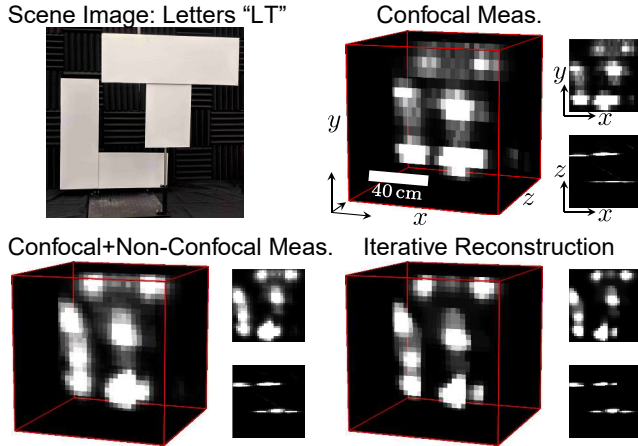 Scene Image: Letters “LT”
Confocal Meas.
y
x
z
40 cm
y
x
z
x
Confocal+Non-Confocal Meas.
Iterative Reconstruction